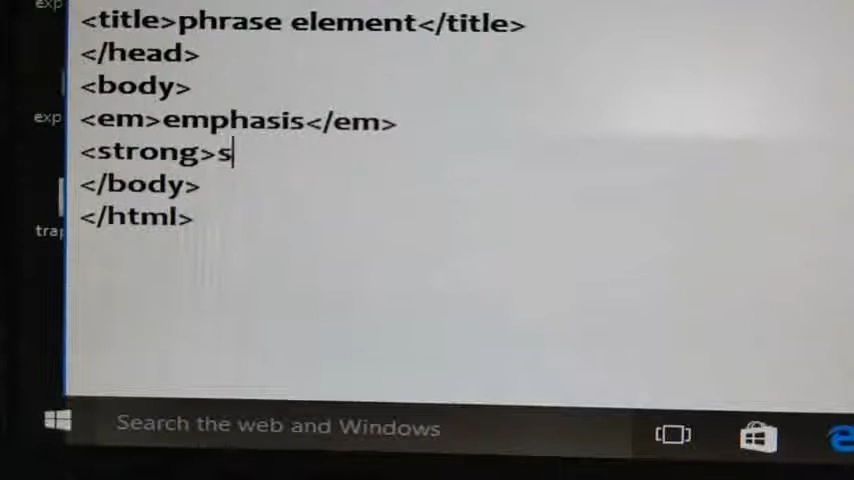 exp
<title>phrase element</title>
</head>
<body>
exp
<em>emphasis</em>
<strong>s
</body>
</html>
trap
Search the web and Windows